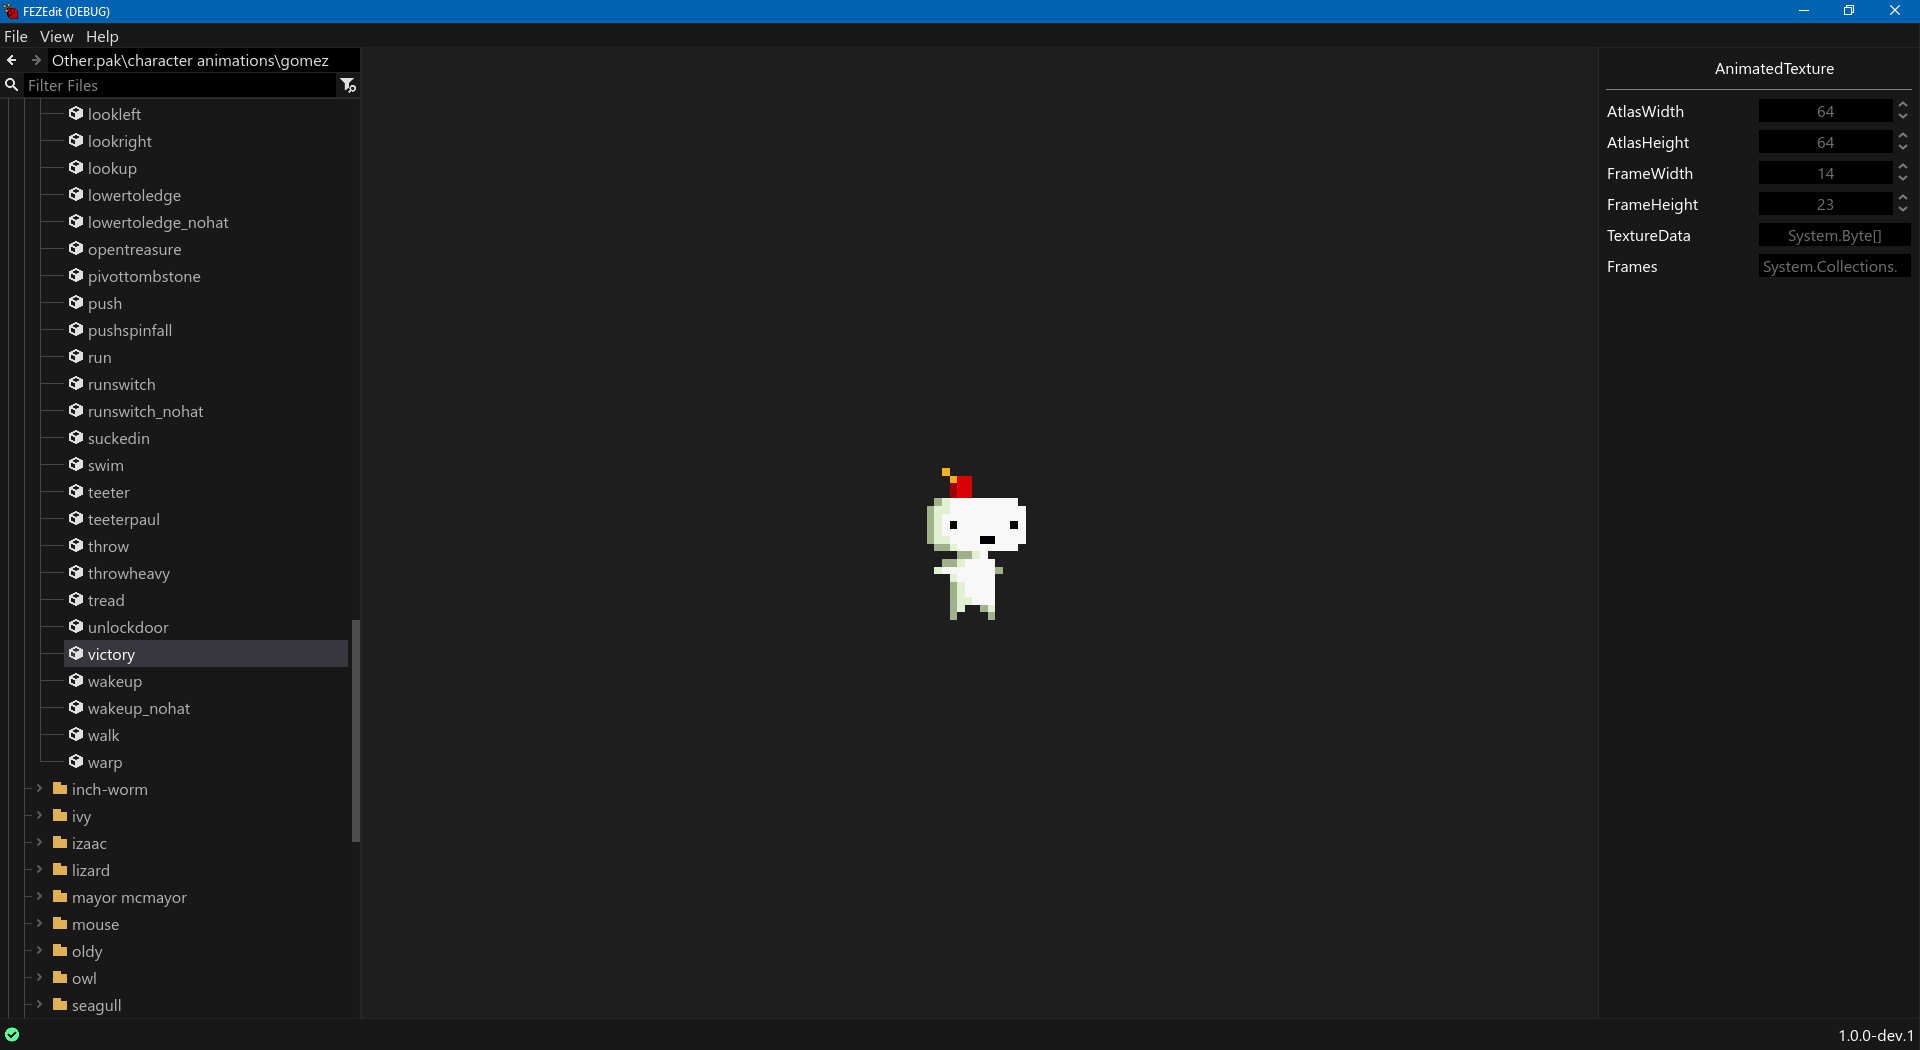 FEZEdit (DEBUG)
File View Help
Other.pak\character animations\gomez
Filter Files
lookleft
lookright
lookup
lowertoledge
lowertoledge_nohat
opentreasure
pivottombstone
push
pushspinfall
run
runswitch
runswitch_nohat
suckedin
swim
teeter
teeterpaul
throw
throwheavy
tread
unlockdoor
victory
wakeup
wakeup_nohat
walk
warp
inch-worm
ivy
izaac
lizard
mayor mcmayor
mouse
oldy
owl
seagull
AnimatedTexture
AtlasWidth 64
AtlasHeight 64
FrameWidth 14
FrameHeight 23
TextureData System.Byte[]
Frames System.Collections.
1.0.0-dev.1